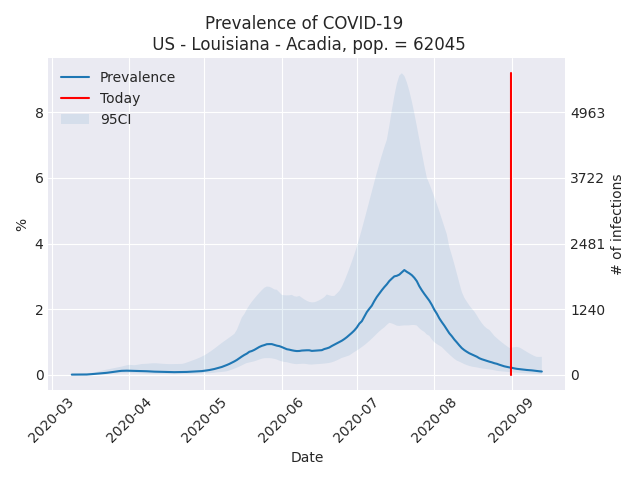 Prevalence of COVID-19
US - Louisiana - Acadia, pop. = 62045
Prevalence
Today
95CI
8
6
4
2
0
%
4963
3722
2481
1240
0
# of infections
2020-03
2020-04
2020-05
2020-06
2020-07
2020-08
2020-09
Date